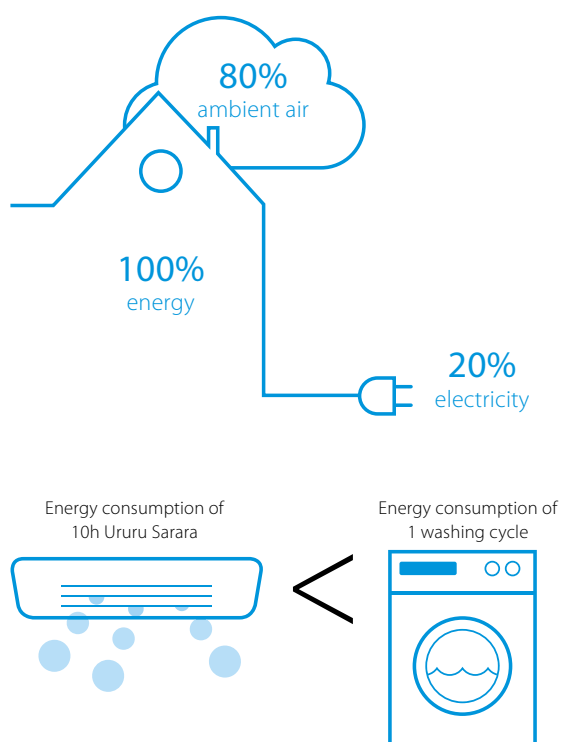 80%
ambient air
100%
energy
20%
electricity
Energy consumption of
10h Ururu Sarara
Energy consumption of
1 washing cycle